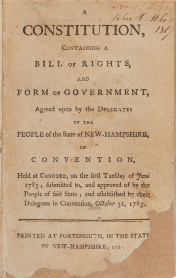 A
CONSTITUTION,
CONTAINING A
BILL OF RIGHTS,
AND
FORM OF GOVERNMENT,
Agreed upon by the DELEGATES
OF THE
PEOPLE of the State of NEW-HAMPSHIRE,
IN
CONVENTION,
Held at CONCORD, on the first Tuesday of June
1783; submitted to, and approved of by the
People of said State; and established by their
Delegates in Convention, October 31, 1783.
PRINTED AT PORTSMOUTH, IN THE STATE
OF NEW-HAMPSHIRE,